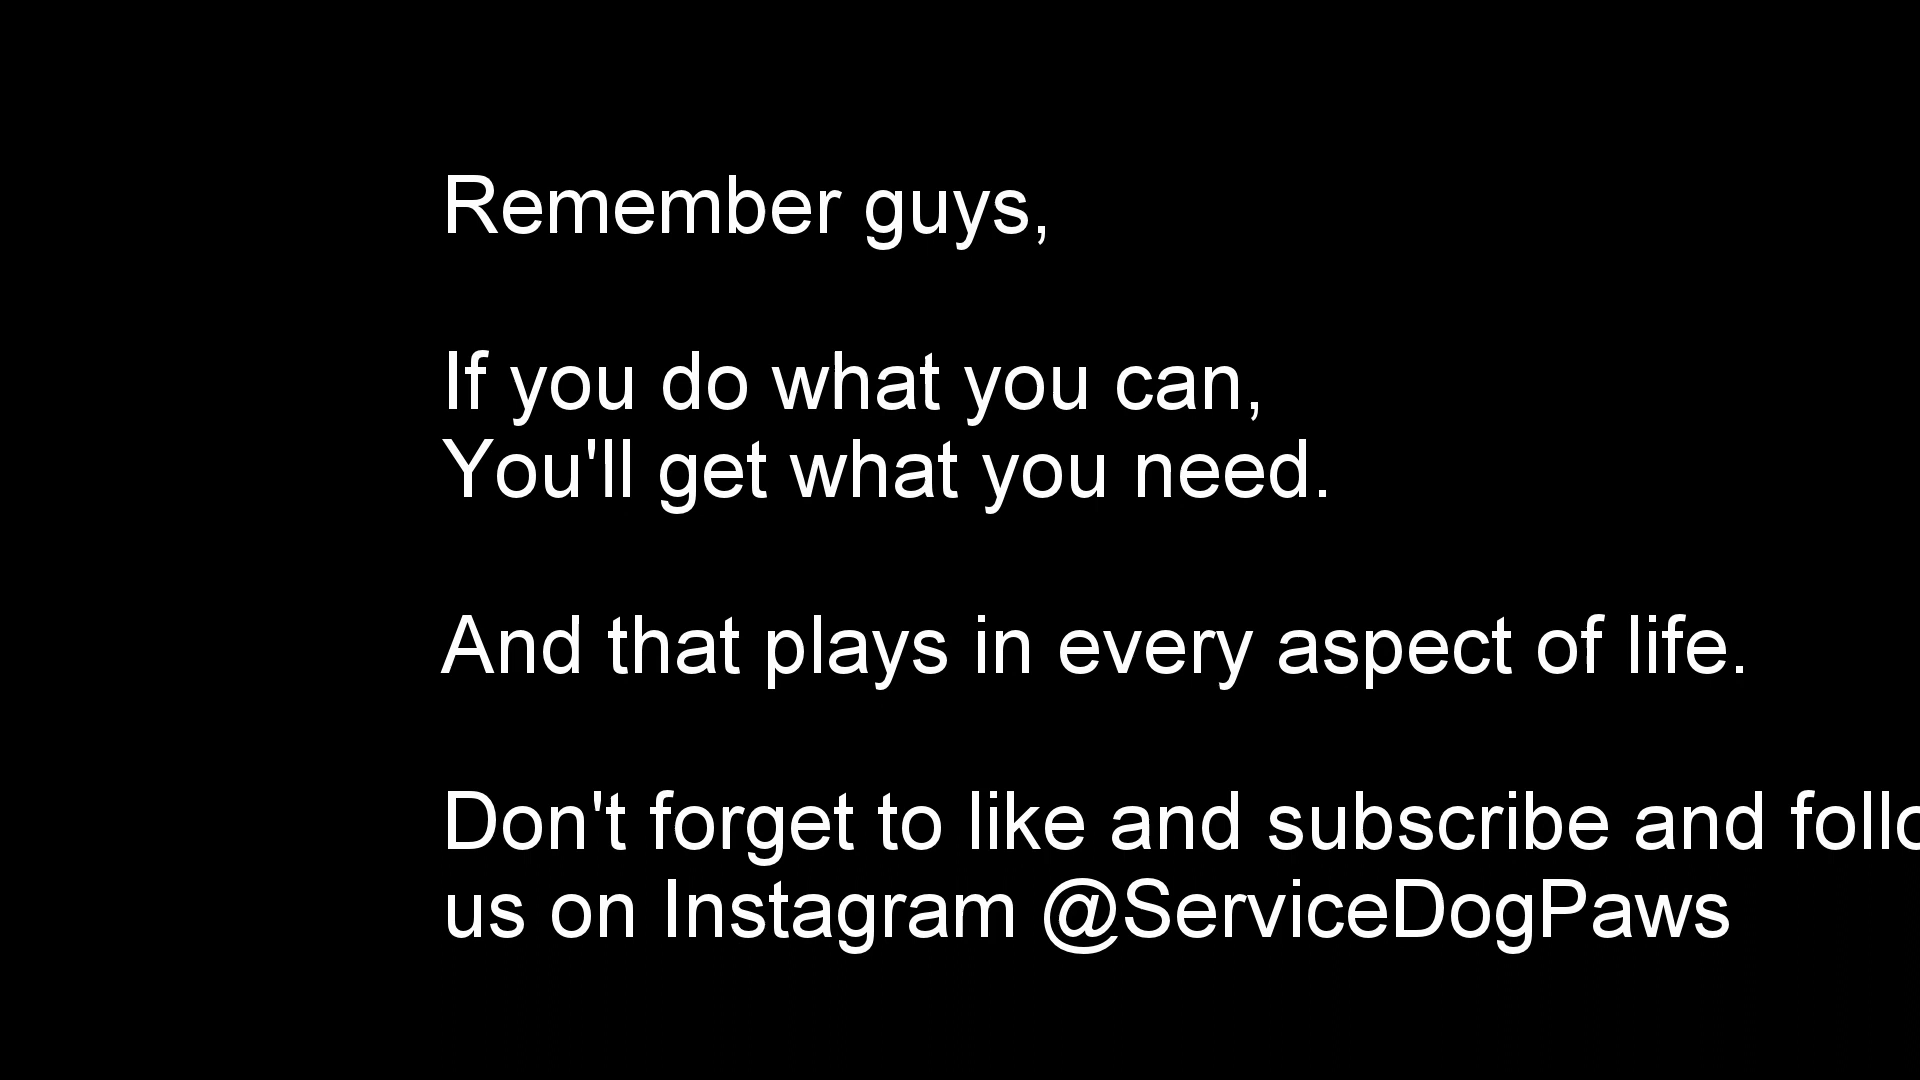 Remember guys,
If you do what you can,
You'll get what you need.
And that plays in every aspect of life.
Don't forget to like and subscribe and follo
us on Instagram @ServiceDogPaws